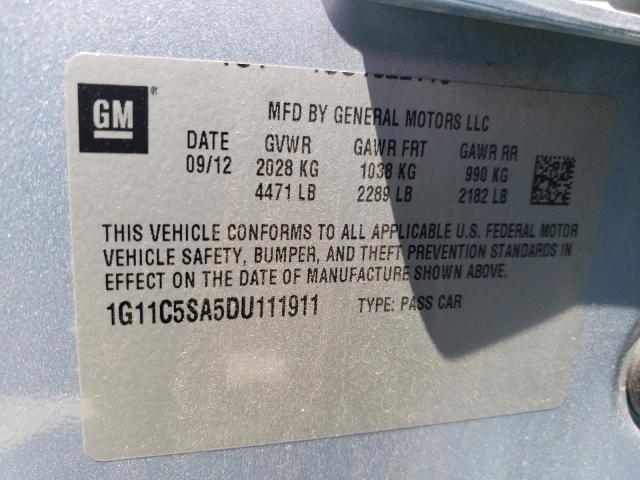 GM®
MFD BY GENERAL MOTORS LLC
DATE GVWR GAWR FRT GAWR RR
09/12 2028 KG 1038 KG 990 KG
4471 LB 2289 LB 2182 LB
THIS VEHICLE CONFORMS TO ALL APPLICABLE U.S. FEDERAL MOTOR
VEHICLE SAFETY, BUMPER, AND THEFT PREVENTION STANDARDS IN
EFFECT ON THE DATE OF MANUFACTURE SHOWN ABOVE.
1G11C5SA5DU111911 TYPE: PASS CAR